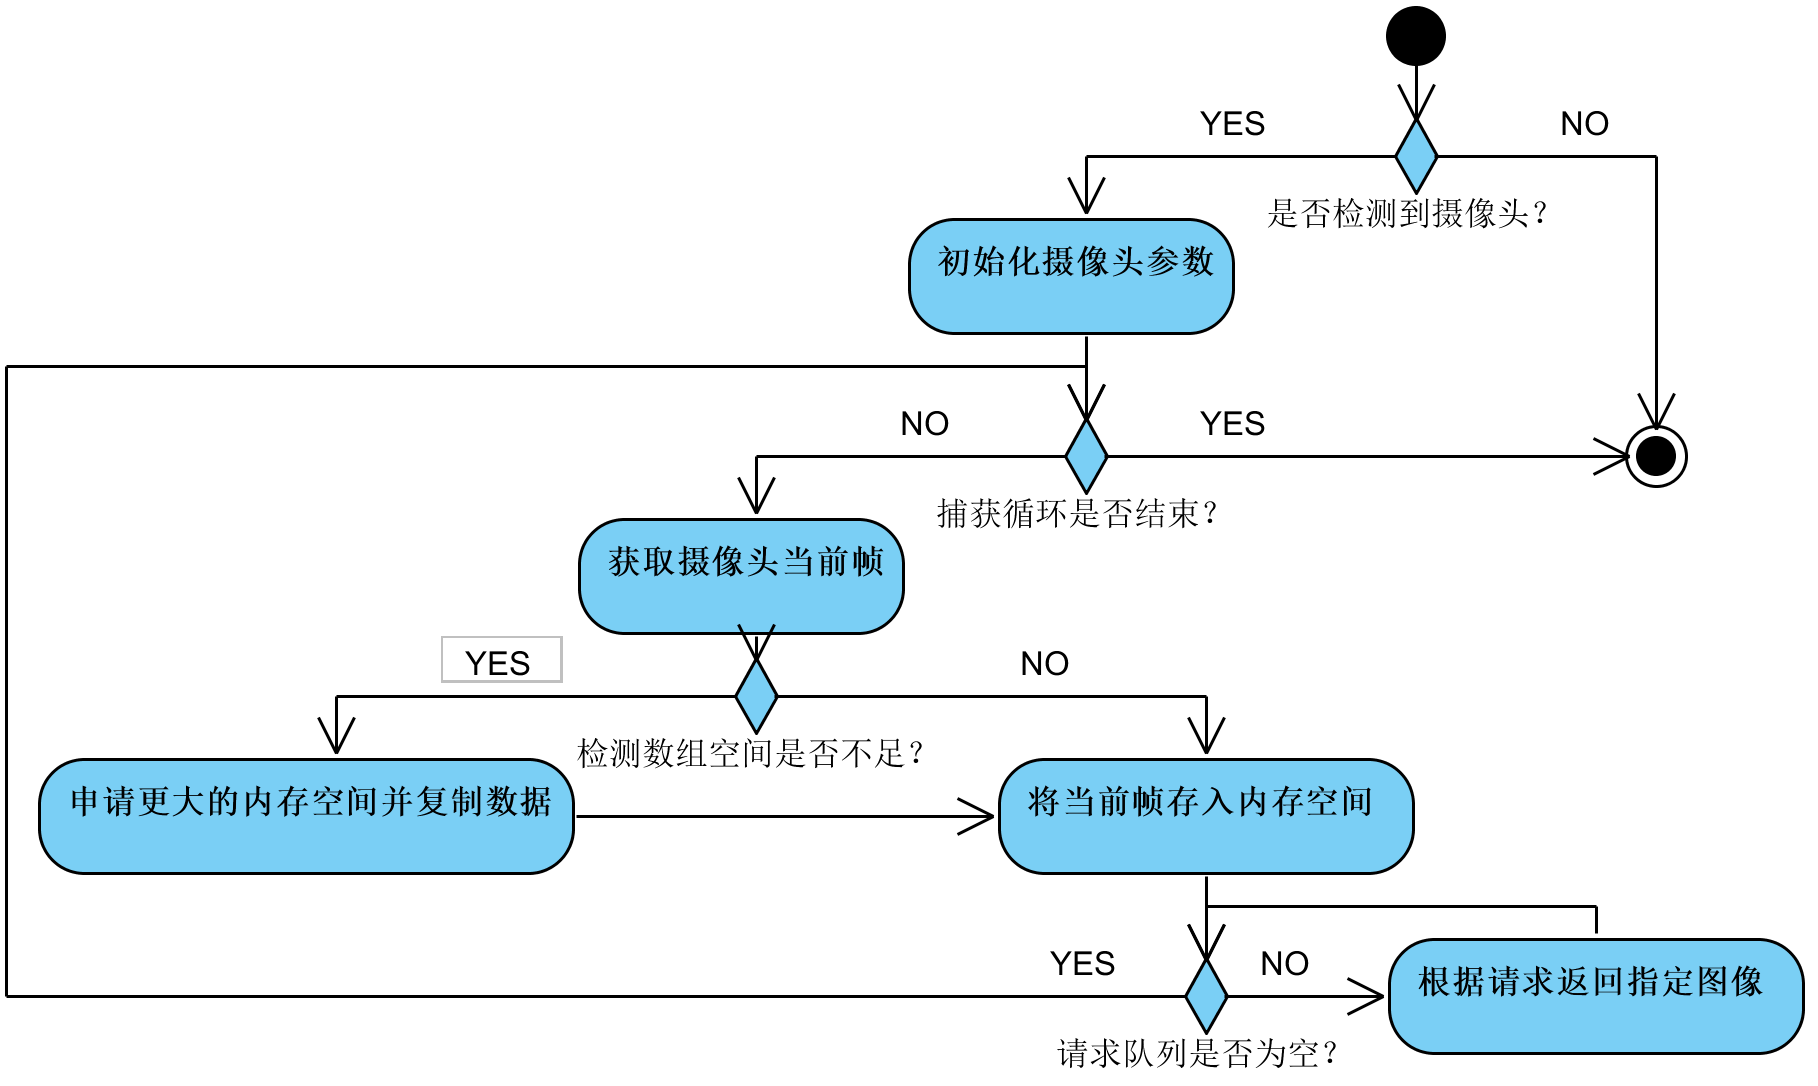 YES
NO
是否检测到摄像头？
初始化摄像头参数
NO
YES
捕获循环是否结束？
获取摄像头当前帧
YES
NO
检测数组空间是否不足？
申请更大的内存空间并复制数据
将当前帧存入内存空间
YES
NO
根据请求返回指定图像
请求队列是否为空？